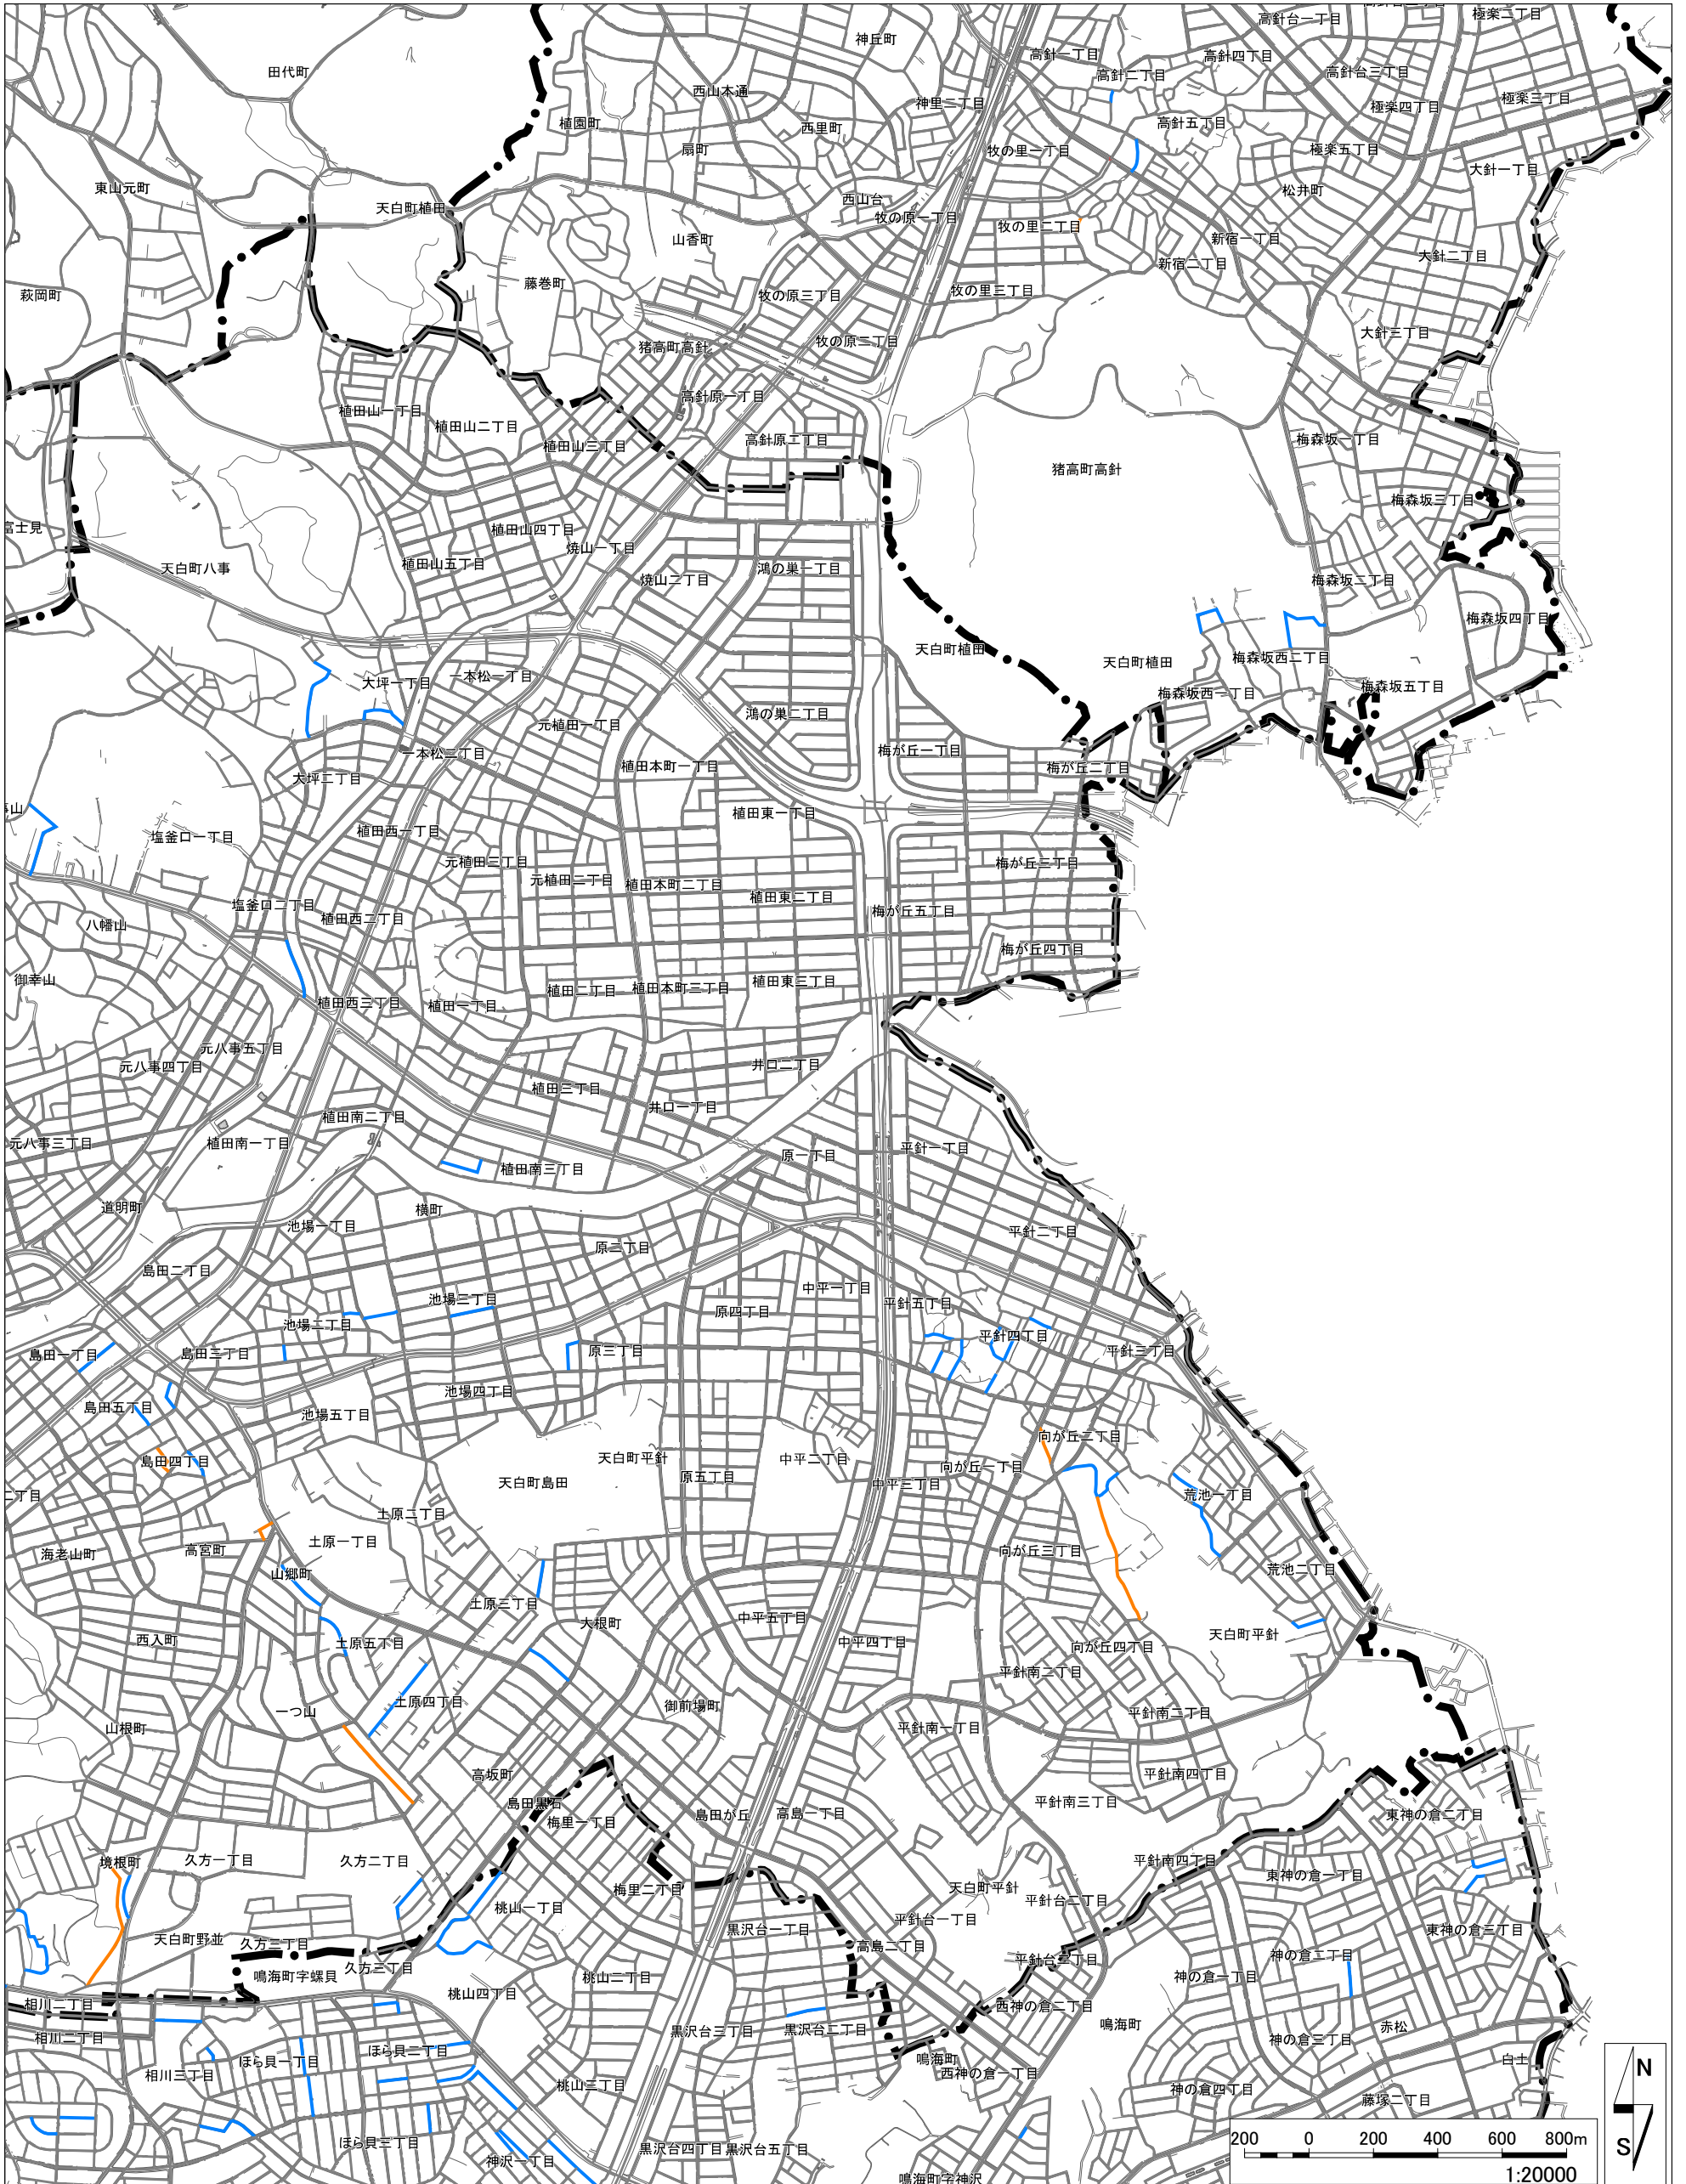 極楽二丁目
高針台一丁目
神丘町
高針一丁目
高針四丁目
田代町
高針二丁目
高針台三丁目
西山本通
神里二丁目
極楽四丁目
極楽三丁目
植園町
西里町
高針五丁目
扇町
牧の里一丁目
極楽五丁目
大針一丁目
東山元町
松井町
西山台
天白町植田
牧の原一丁目
牧の里二丁目
山香町
新宿一丁目
大針二丁目
新宿二丁目
藤巻町
萩岡町
牧の原三丁目
牧の里三丁目
大針三丁目
牧の原二丁目
猪高町高針
高針原一丁目
植田山一丁目
植田山二丁目
高針原二丁目
梅森坂一丁目
植田山三丁目
猪高町高針
梅森坂三丁目
富士見
植田山四丁目
焼山一丁目
天白町八事
植田山五丁目
鴻の巣一丁目
焼山二丁目
梅森坂二丁目
梅森坂四丁目
天白町植田
天白町植田
梅森坂西二丁目
大坪一丁目
一本松一丁目
梅森坂西一丁目
梅森坂五丁目
鴻の巣二丁目
元植田一丁目
一本松二丁目
梅が丘一丁目
植田本町一丁目
梅が丘二丁目
大坪二丁目
植田東一丁目
塩釜口一丁目
植田西一丁目
元植田三丁目
梅が丘三丁目
元植田二丁目
植田本町二丁目
植田東二丁目
塩釜口二丁目
植田西二丁目
梅が丘五丁目
八幡山
梅が丘四丁目
御幸山
植田東三丁目
植田二丁目
植田本町三丁目
植田西三丁目
植田一丁目
元八事五丁目
元八事四丁目
井口二丁目
植田三丁目
井口一丁目
植田南二丁目
元八事三丁目
植田南一丁目
平針一丁目
原一丁目
植田南三丁目
道明町
横町
池場一丁目
平針二丁目
原二丁目
島田二丁目
中平一丁目
池場三丁目
平針五丁目
原四丁目
池場二丁目
平針四丁目
島田一丁目
島田三丁目
原三丁目
平針三丁目
池場四丁目
島田五丁目
池場五丁目
向が丘二丁目
島田四丁目
天白町平針
中平二丁目
向が丘一丁目
原五丁目
天白町島田
中平三丁目
荒池一丁目
二丁目
土原二丁目
土原一丁目
高宮町
海老山町
向が丘三丁目
山郷町
荒池二丁目
土原三丁目
中平五丁目
大根町
天白町平針
西入町
土原五丁目
中平四丁目
向が丘四丁目
平針南二丁目
土原四丁目
御前場町
一つ山
平針南二丁目
山根町
平針南一丁目
高坂町
平針南四丁目
島田黒石
平針南三丁目
島田が丘
高島一丁目
東神の倉二丁目
梅里一丁目
境根町
久方一丁目
久方二丁目
平針南四丁目
東神の倉一丁目
梅里二丁目
天白町平針
平針台二丁目
桃山一丁目
平針台一丁目
黒沢台一丁目
東神の倉三丁目
天白町野並
久方三丁目
高島二丁目
神の倉二丁目
平針台三丁目
久方三丁目
鳴海町字螺貝
桃山二丁目
神の倉一丁目
桃山四丁目
相川二丁目
西神の倉二丁目
鳴海町
赤松
黒沢台三丁目
黒沢台二丁目
相川二丁目
神の倉三丁目
ほら貝二丁目
ほら貝一丁目
鳴海町
白土
西神の倉一丁目
相川三丁目
桃山三丁目
神の倉四丁目
藤塚二丁目
N
ほら貝三丁目
黒沢台四丁目
黒沢台五丁目
200 0 200 400 600 800m
S
神沢一丁目
1:20000
鳴海町字神沢